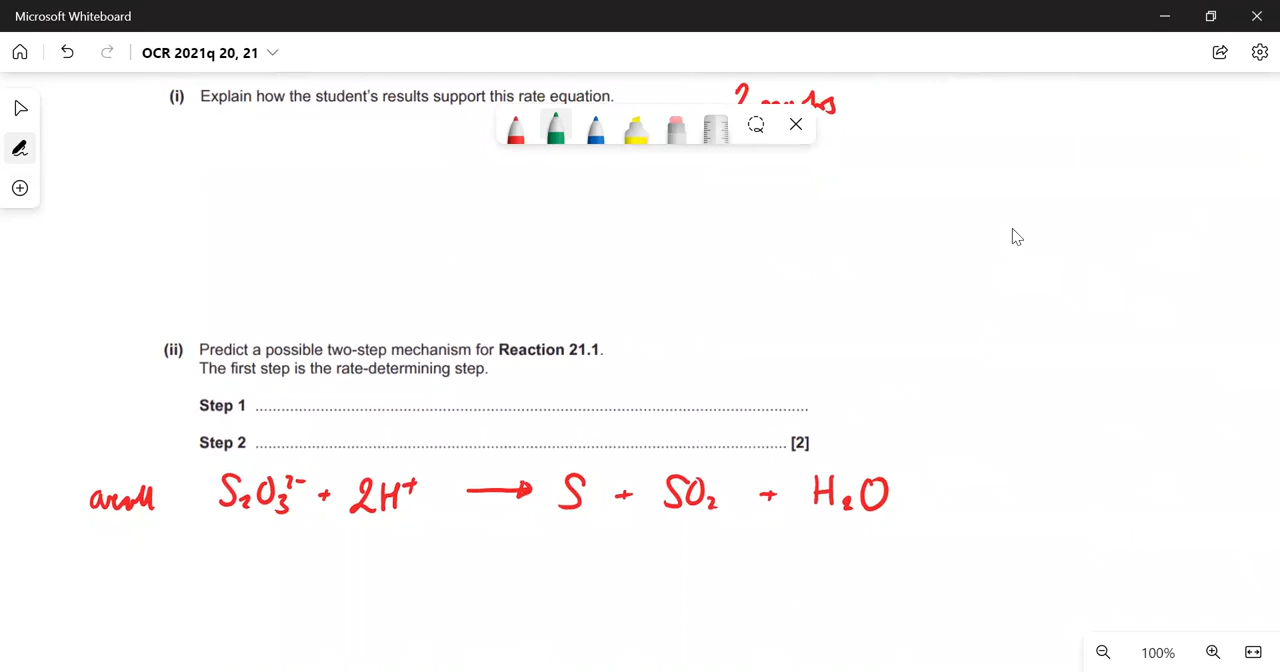 Microsoft Whiteboard
OCR 2021q 20, 21
(i) Explain how the student's results support this rate equation.
(ii) Predict a possible two-step mechanism for Reaction 21.1.
The first step is the rate-determining step.
Step 1 ........................................................................................................................
Step 2 .................................................................................................................... [2]
S₂O₃²⁻ + 2H⁺ → S + SO₂ + H₂O
100%